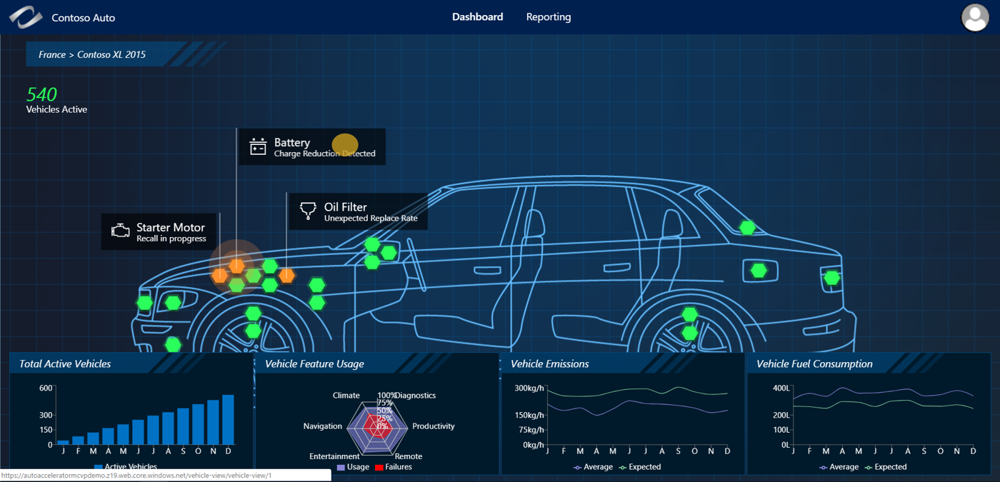 Contoso Auto
Dashboard
Reporting
France > Contoso XL 2015
540
Vehicles Active
Battery
Charge Reduction Detected
Oil Filter
Unexpected Replace Rate
Starter Motor
Recall in propgress
Total Active Vehicles
600
300
150
0
J F M A M J J A S O N D
Active Vehicles
Vehicle Feature Usage
Climate
100%
Diagnostics
75%
50%
25%
Navigation
0%
Productivity
Entertainment
Remote
Usage
Failures
Vehicle Emissions
300kg/h
150kg/h
75kg/h
0kg/h
J F M A M J J A S O N D
Average
Expected
Vehicle Fuel Consumption
400L
200L
100L
0L
J F M A M J J A S O N D
Average
Expected
https://autoacceleratormcvpdemo.z19.web.core.windows.net/vehicle-view/vehicle-view/1